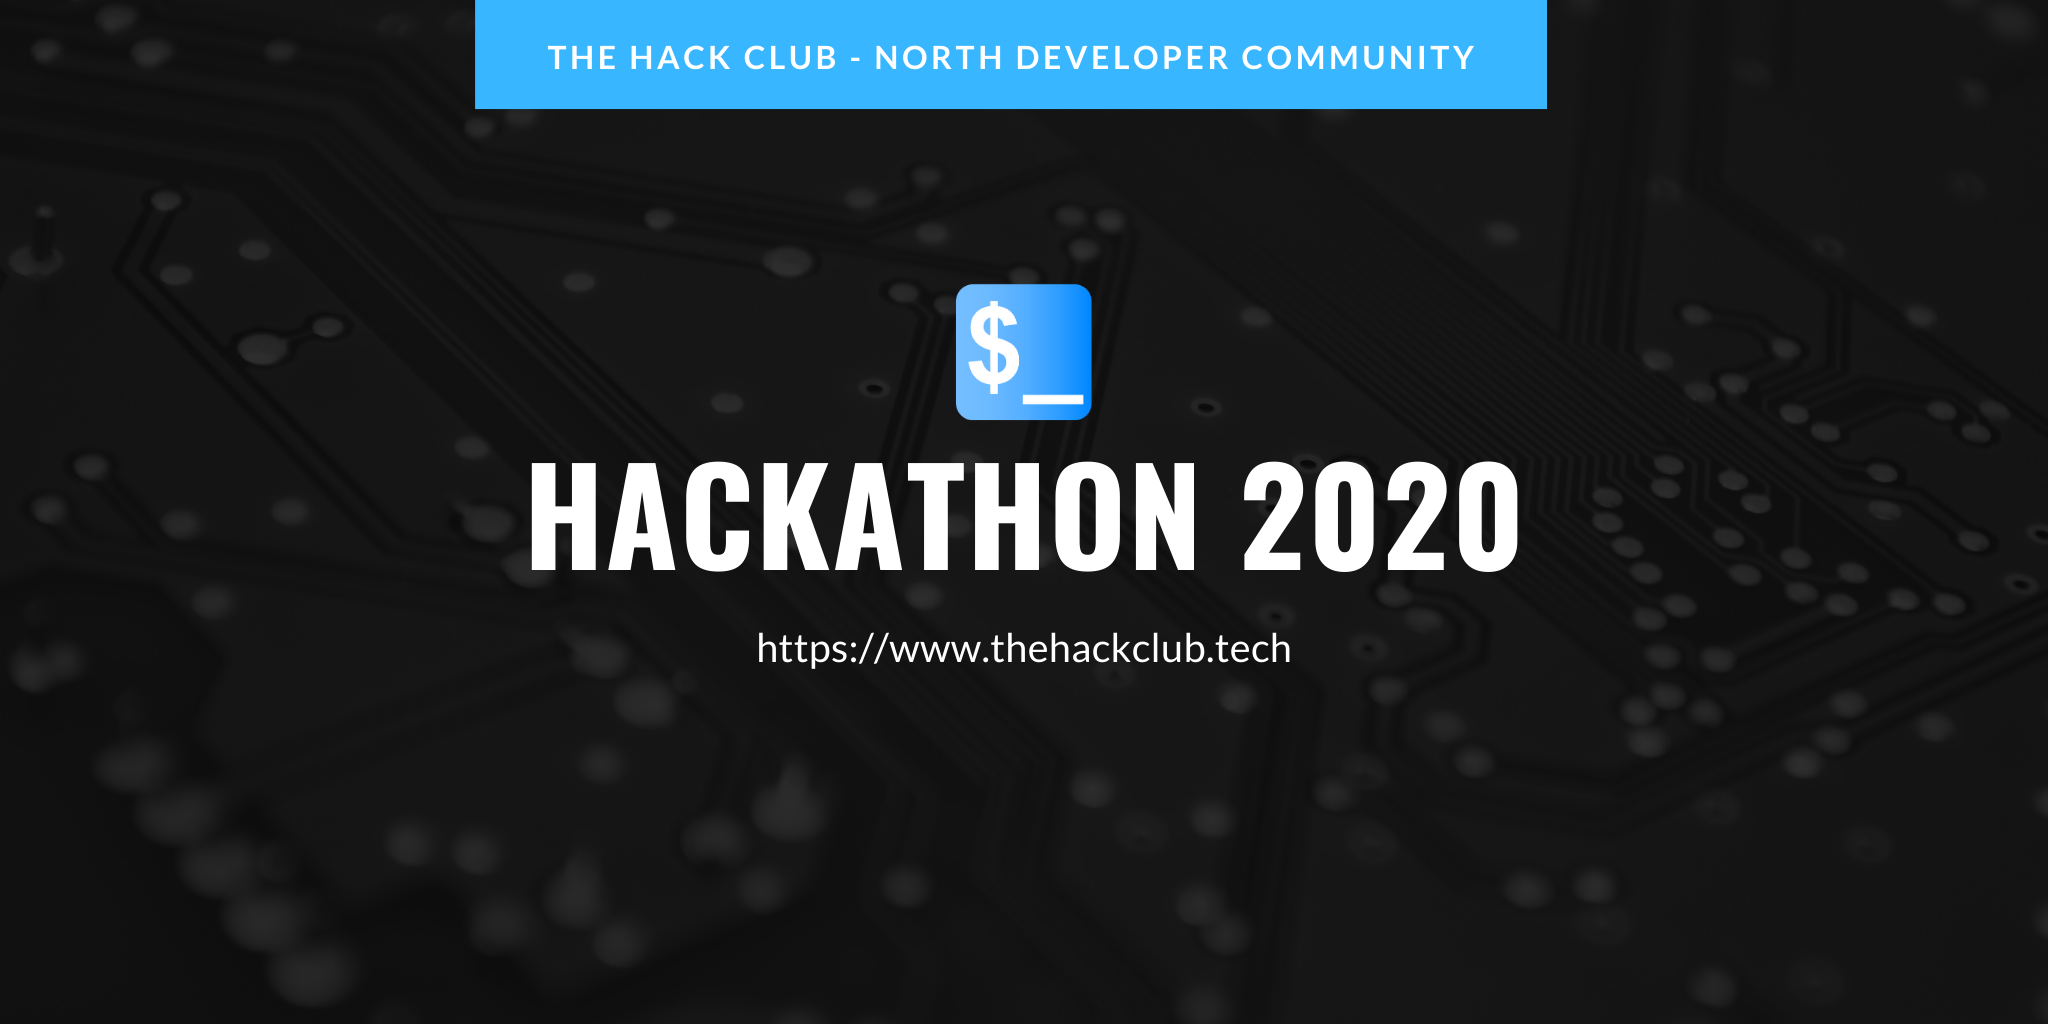 THE HACK CLUB - NORTH DEVELOPER COMMUNITY
$_
HACKATHON 2020
https://www.thehackclub.tech